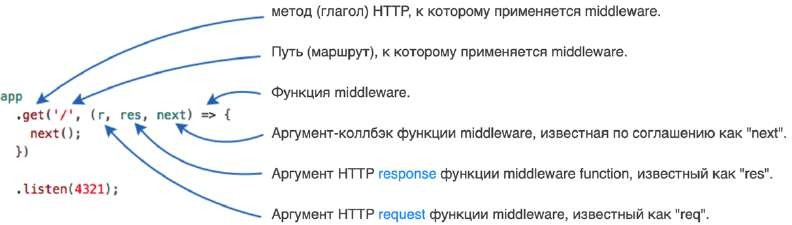 метод (глагол) HTTP, к которому применяется middleware.
Путь (маршрут), к которому применяется middleware.
Функция middleware.
Аргумент-коллбэк функции middleware, известная по соглашению как "next".
Аргумент HTTP response функции middleware function, известный как "res".
Аргумент HTTP request функции middleware, известный как "req".
app
.get('/', (r, res, next) => {
next();
})
.listen(4321);